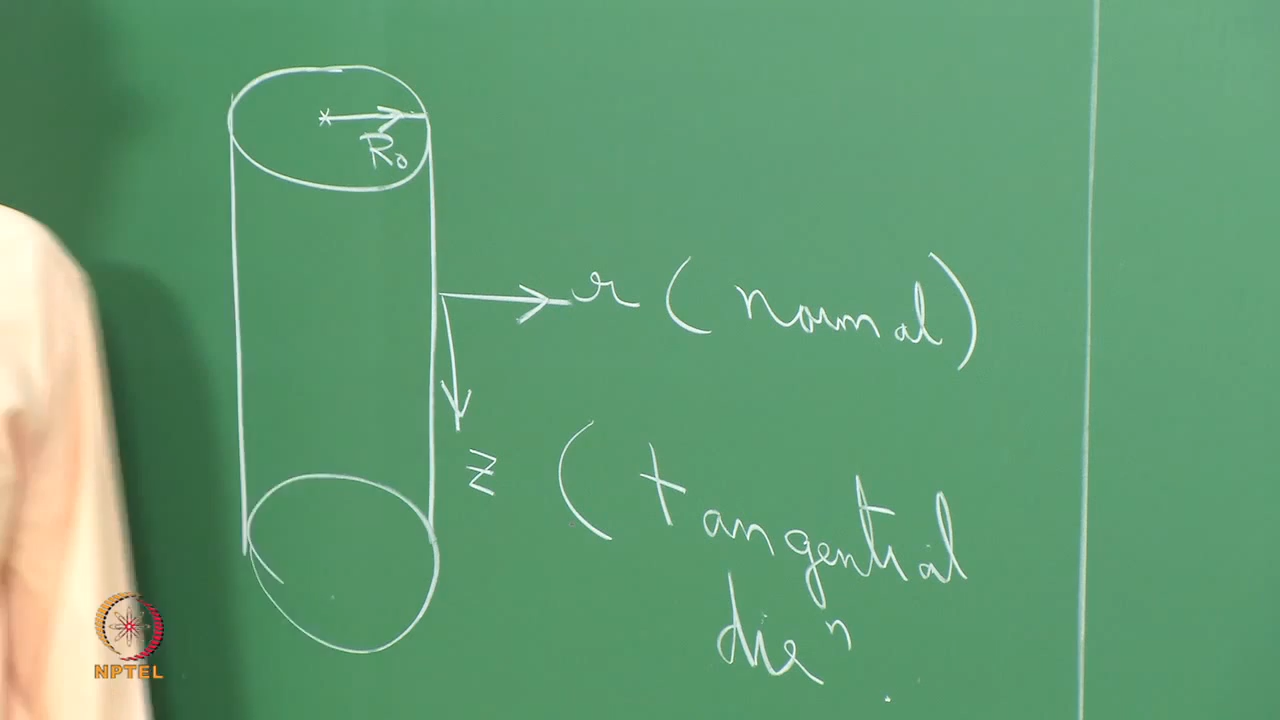 R₀
r (normal)
z (tangential
dirⁿ.
NPTEL